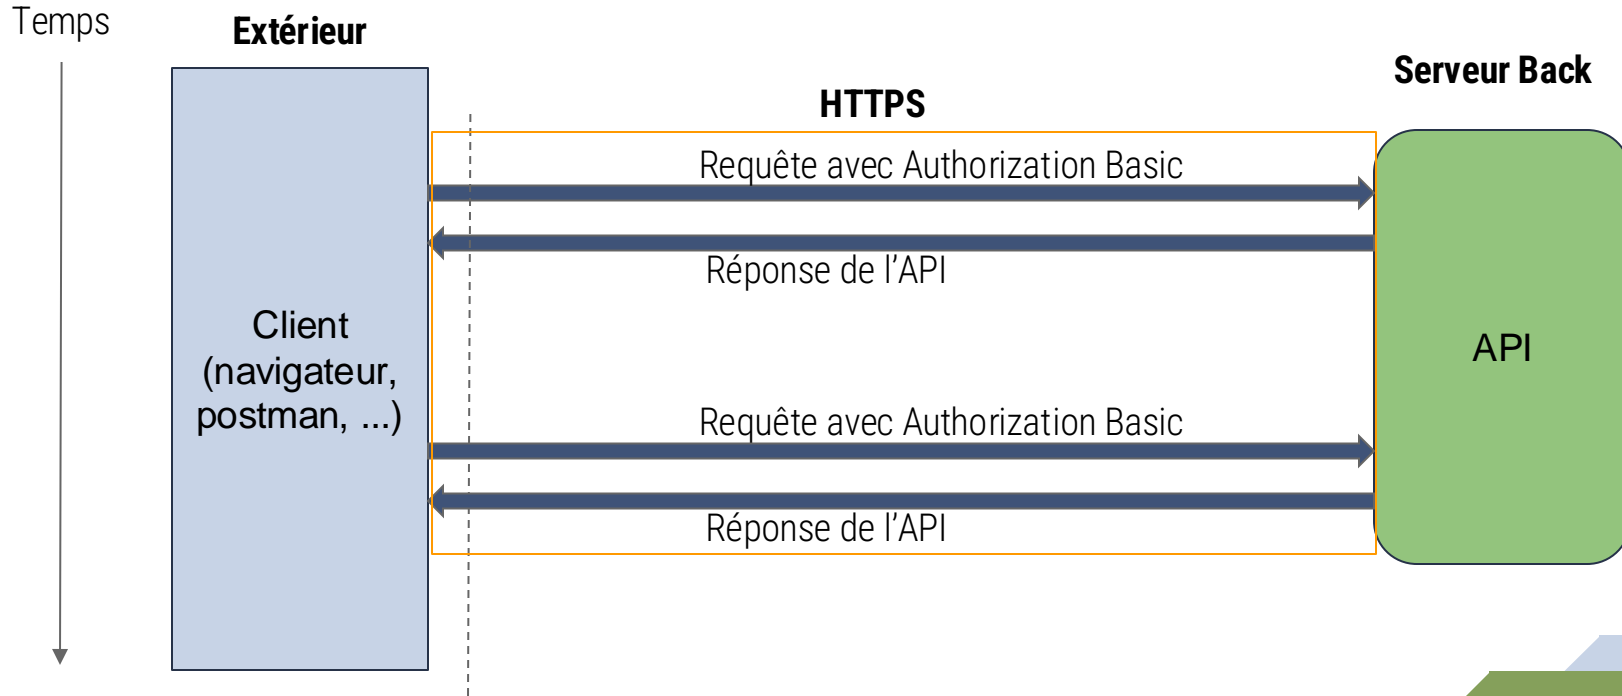 Temps
Extérieur
Serveur Back
HTTPS
Requête avec Authorization Basic
Réponse de l’API
Client
(navigateur,
postman, ...)
API
Requête avec Authorization Basic
Réponse de l’API